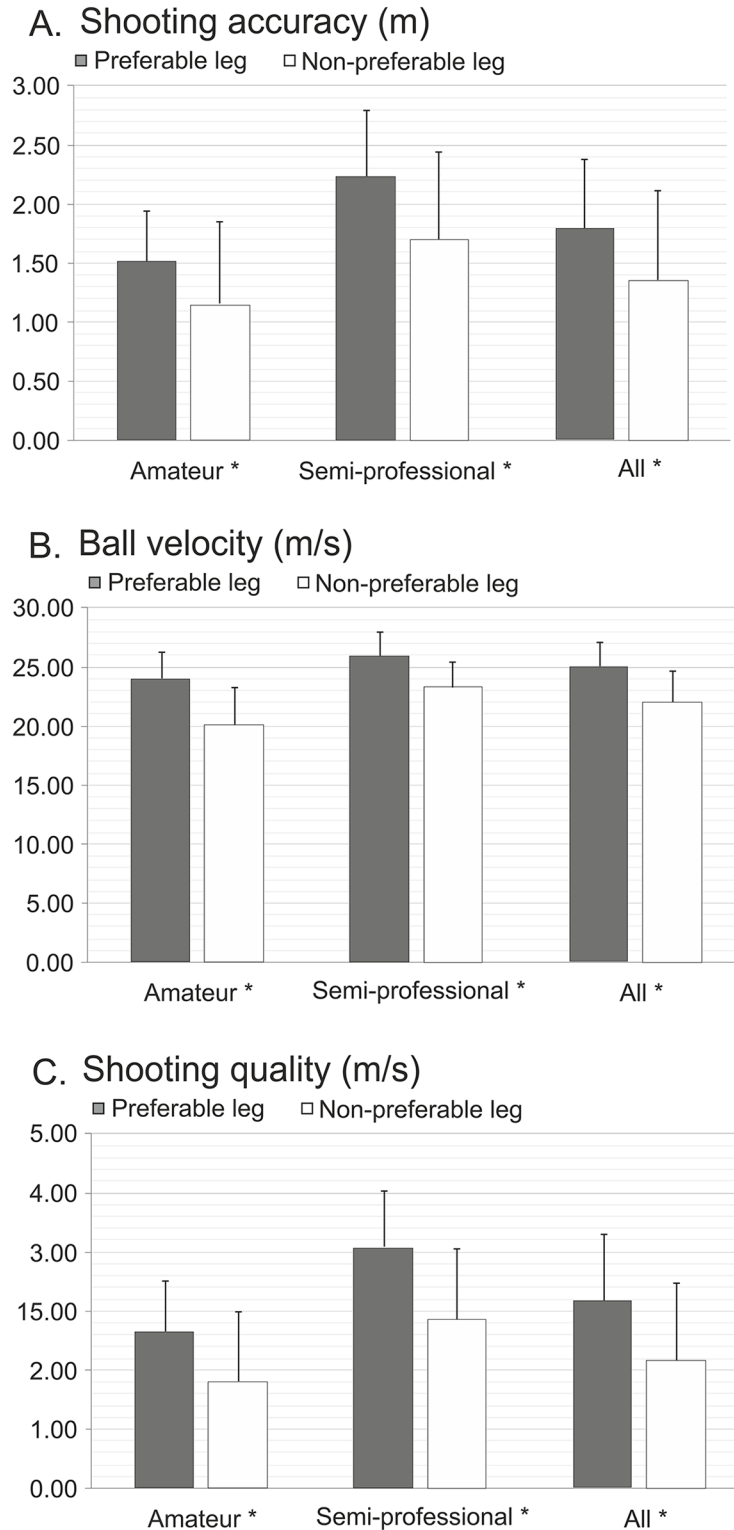 A. Shooting accuracy (m)
Preferable leg Non-preferable leg
3.00
2.50
2.00
1.50
1.00
0.50
0.00
Amateur * Semi-professional * All *
B. Ball velocity (m/s)
Preferable leg Non-preferable leg
30.00
25.00
20.00
15.00
10.00
5.00
0.00
Amateur * Semi-professional * All *
C. Shooting quality (m/s)
Preferable leg Non-preferable leg
5.00
4.00
3.00
15.00
2.00
1.00
0.00
Amateur * Semi-professional * All *